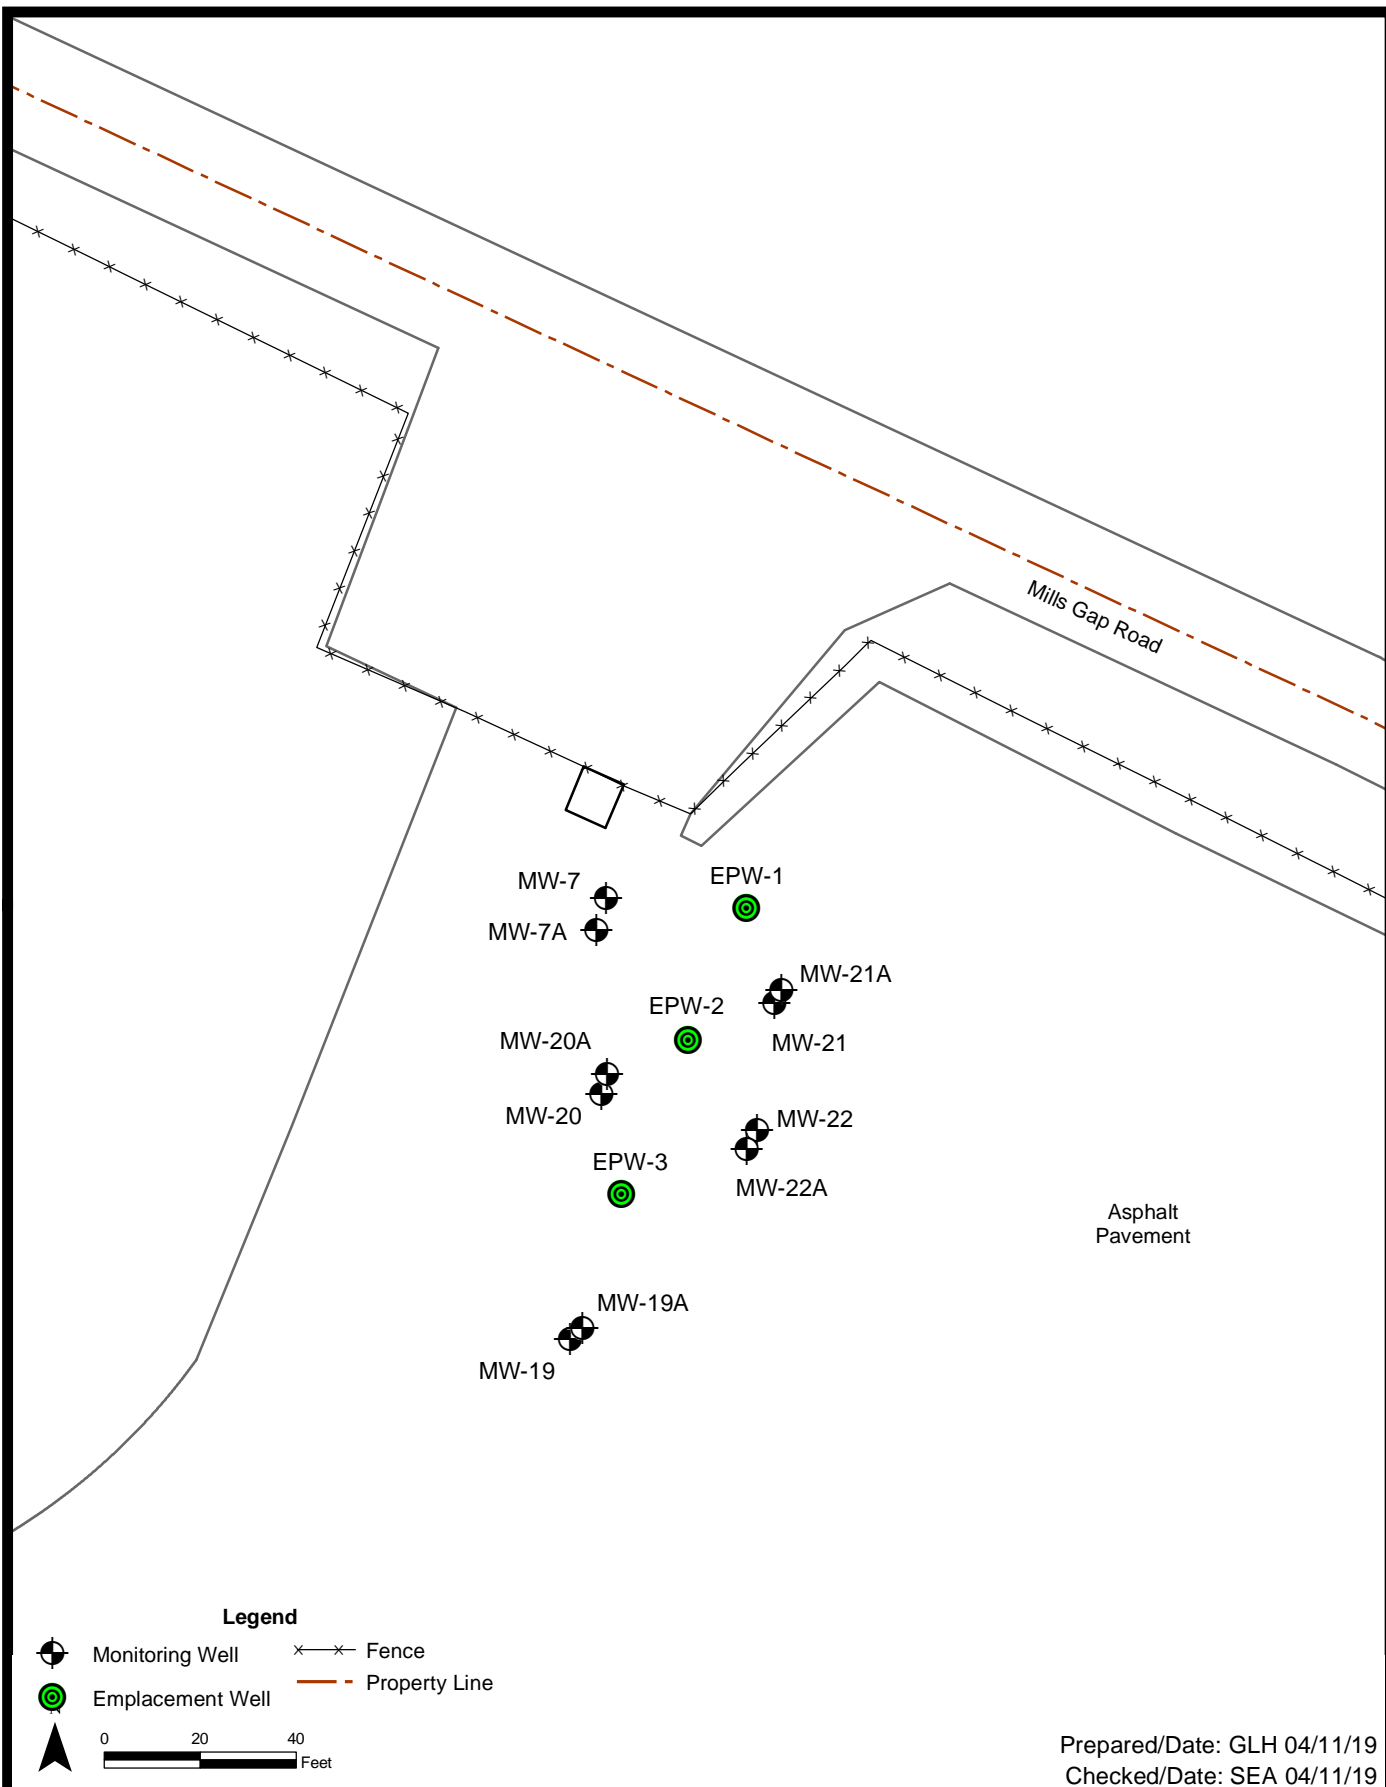 Mills Gap Road
MW-7
EPW-1
MW-7A
MW-21A
EPW-2
MW-20A
MW-21
MW-20
MW-22
EPW-3
MW-22A
Asphalt
Pavement
MW-19A
MW-19
Legend
Monitoring Well
Fence
Emplacement Well
Property Line
0 20 40
Feet
Prepared/Date: GLH 04/11/19
Checked/Date: SEA 04/11/19